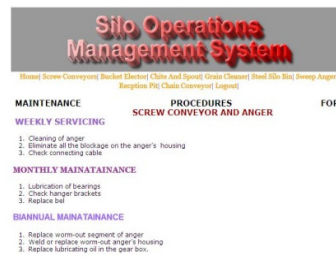 Silo Operations
Management System
Home| Screw Conveyors| Bucket Elector| Chite And Spout| Grain Cleaner| Steel Silo Bin| Sweep Anger
Recption Pit| Chain Conveyor| Logout|
MAINTENANCE PROCEDURES FOR
SCREW CONVEYOR AND ANGER
WEEKLY SERVICING
1. Cleaning of anger
2. Eliminate all the blockage on the anger's housing
3. Check connecting cable
MONTHLY MAINATAINANCE
1. Lubrication of bearings
2. Check hanger brackets
3. Replace bel
BIANNUAL MAINATAINANCE
1. Replace worm-out segment of anger
2. Weld or replace worm-out anger's housing
3. Replace lubricating oil in the gear box.